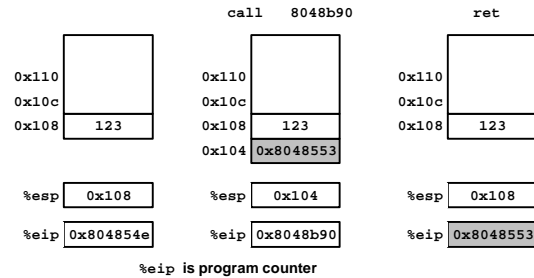 call 8048b90 ret
0x110 0x110 0x110
0x10c 0x10c 0x10c
0x108 123 0x108 123 0x108 123
0x104 0x8048553
%esp 0x108 %esp 0x104 %esp 0x108
%eip 0x804854e %eip 0x8048b90 %eip 0x8048553
%eip is program counter